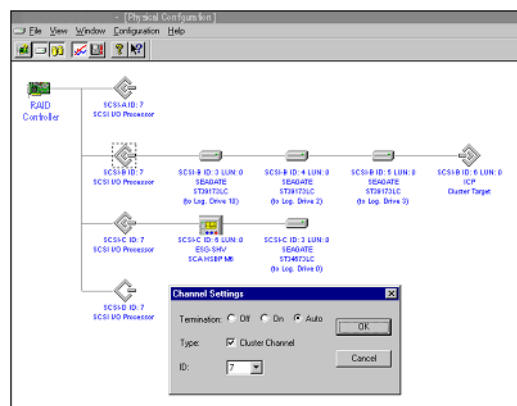 - [Physical Configuration]
File View Window Configuration Help
RAID
Controller
SCSI-A ID: 7
SCSI I/O Processor
SCSI-B ID: 7
SCSI I/O Processor
SCSI-B ID: 3 LUN: 0
SEAGATE
ST39173LC
(to Log. Drive 10)
SCSI-B ID: 4 LUN: 0
SEAGATE
ST39173LC
(to Log. Drive 2)
SCSI-B ID: 5 LUN: 0
SEAGATE
ST39173LC
(to Log. Drive 3)
SCSI-B ID: 6 LUN: 0
ICP
Cluster Target
SCSI-C ID: 7
SCSI I/O Processor
SCSI-C ID: 6 LUN: 0
ESG-SHV
SCA HSBP M6
SCSI-C ID: 3 LUN: 0
SEAGATE
(to Log. Drive 0)
SCSI-D ID: 7
SCSI I/O Processor
Channel Settings
Termination: Off On Auto
Type: Cluster Channel
ID: 7
OK
Cancel